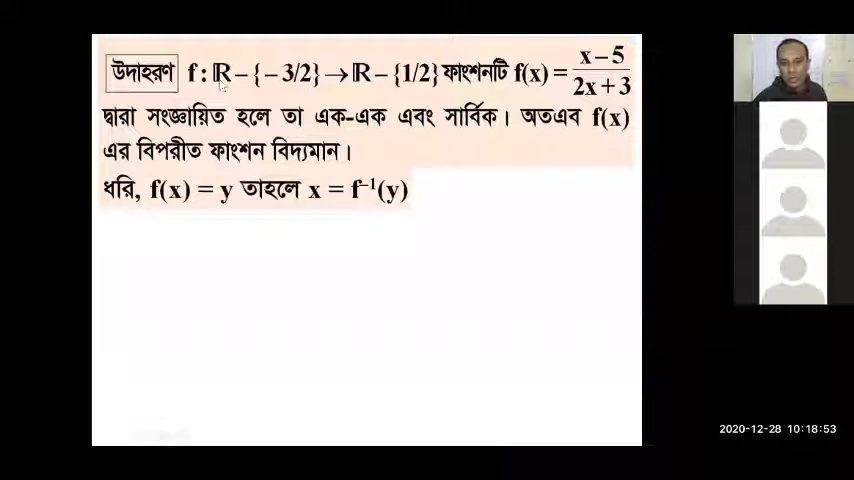 উদাহরণ f : ℝ – { – 3/2} → ℝ – {1/2} ফাংশনটি f(x) = x – 5 / 2x + 3
দ্বারা সংজ্ঞায়িত হলে তা এক-এক এবং সার্বিক। অতএব f(x)
এর বিপরীত ফাংশন বিদ্যমান।
ধরি, f(x) = y তাহলে x = f⁻¹(y)
2020-12-28 10:18:53